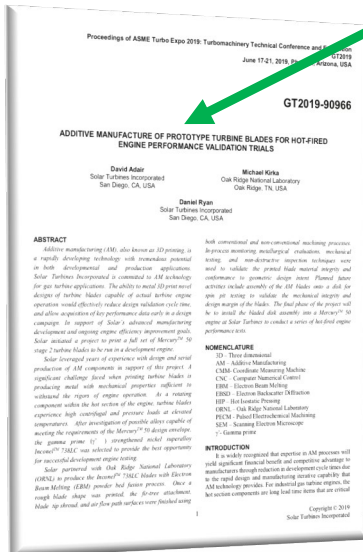 Proceedings of ASME Turbo Expo 2019: Turbomachinery Technical Conference and
GT2019
June 17-21, 2019, Arizona, USA
GT2019-90966
ADDITIVE MANUFACTURE OF PROTOTYPE TURBINE BLADES FOR HOT-FIRED
ENGINE PERFORMANCE VALIDATION TRIALS
David Adair
Solar Turbines Incorporated
San Diego, CA, USA
Michael Kirka
Oak Ridge National Laboratory
Oak Ridge, TN, USA
Daniel Ryan
Solar Turbines Incorporated
San Diego, CA, USA
ABSTRACT
Additive manufacturing (AM), also known as 3D printing, is
a rapidly developing technology with tremendous potential
in both developmental and production applications.
Solar Turbines Incorporated is committed to AM technology
for gas turbine applications. The ability to metal 3D print novel
designs of turbine blades capable of actual turbine engine
operation would effectively reduce design validation cycle time,
and allow acquisition of key performance data early in a design
campaign. In support of Solar's advanced manufacturing
development and ongoing engine efficiency improvement goals,
Solar initiated a project to print a full set of Mercury™ 50
stage 2 turbine blades to be run in a development engine.
Solar leveraged years of experience with design and serial
production of AM components in support of this project. A
significant challenge faced when printing turbine blades is
producing metal with mechanical properties sufficient to
withstand the rigors of engine operation. As a rotating
component within the hot section of the engine, turbine blades
experience high centrifugal and pressure loads at elevated
temperatures. After investigation of possible alloys capable of
meeting the requirements of the Mercury™ 50 design envelope,
the gamma prime (γ') strengthened nickel superalloy
Inconel™ 738LC was selected to provide the best opportunity
for successful development engine testing.
Solar partnered with Oak Ridge National Laboratory
(ORNL) to produce the Inconel™ 738LC blades with Electron
Beam Melting (EBM) powder bed fusion process. Once a
rough blade shape was printed, the fir-tree attachment,
blade tip shroud, and air flow path surfaces were finished using
both conventional and non-conventional machining processes.
In-process monitoring, metallurgical evaluations, mechanical
testing, and non-destructive inspection techniques were
used to validate the printed blade material integrity and
conformance to geometric design intent. Planned future
activities include assembly of the AM blades onto a disk for
spin pit testing to validate the mechanical integrity and
design margin of the blades. The final phase of the project will
be to install the bladed disk assembly into a Mercury™ 50
engine at Solar Turbines to conduct a series of hot-fired engine
performance tests.
NOMENCLATURE
3D - Three dimensional
AM - Additive Manufacturing
CMM- Coordinate Measuring Machine
CNC - Computer Numerical Control
EBM - Electron Beam Melting
EBSD - Electron Backscatter Diffraction
HIP - Hot Isostatic Pressing
ORNL - Oak Ridge National Laboratory
PECM - Pulsed Electrochemical Machining
SEM - Scanning Electron Microscope
γ'- Gamma prime
INTRODUCTION
It is widely recognized that expertise in AM processes will
yield significant financial benefit and competitive advantage to
manufacturers through reduction in development cycle times due
to the rapid design and manufacturing iterative capability that
AM technology provides. For industrial gas turbine engines, the
hot section components are long lead time items that are critical
1
Copyright © 2019
Solar Turbines Incorporated